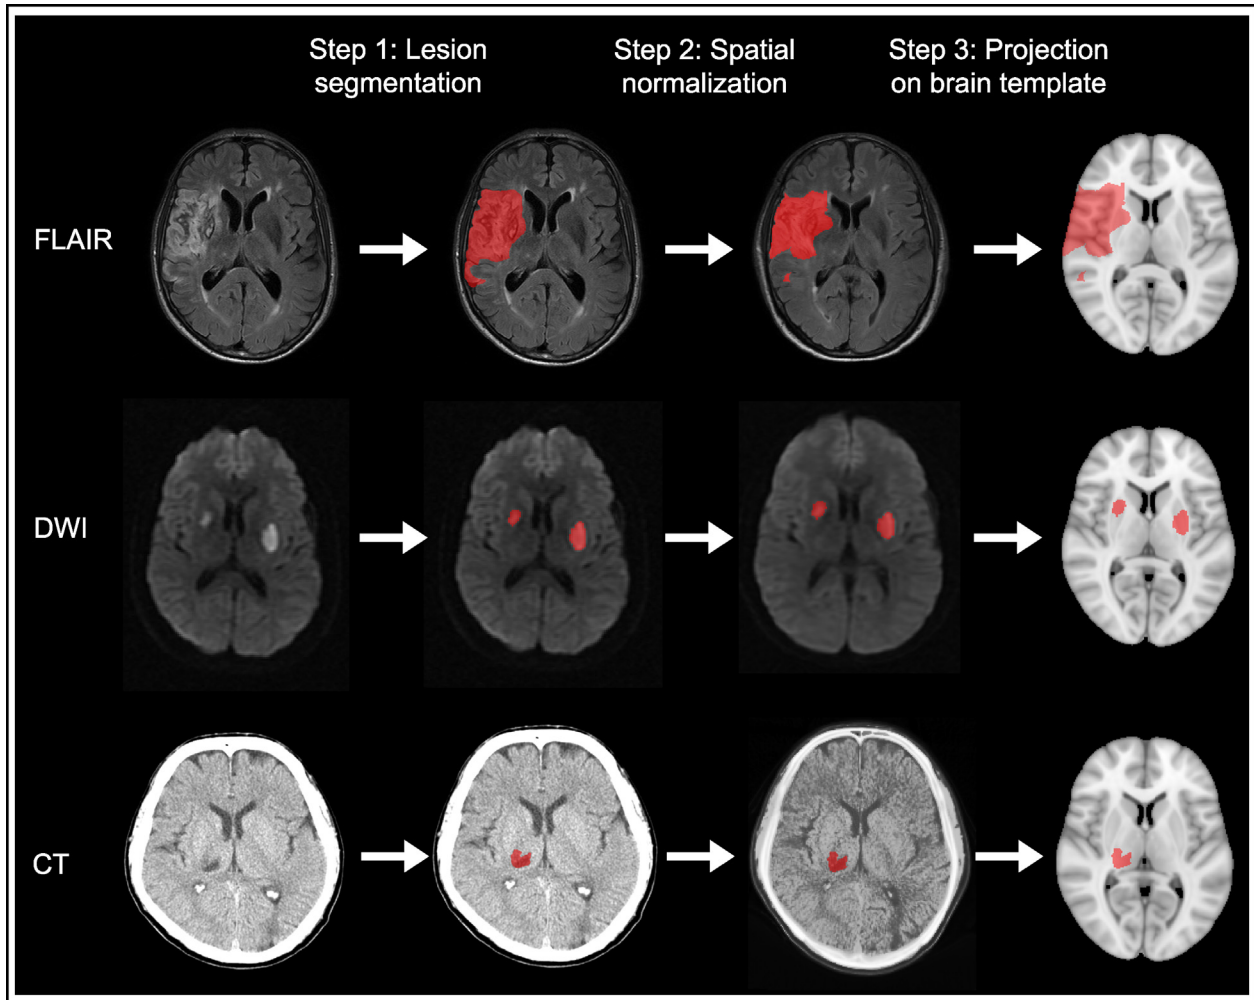 Step 1: Lesion
segmentation
Step 2: Spatial
normalization
Step 3: Projection
on brain template
FLAIR
DWI
CT